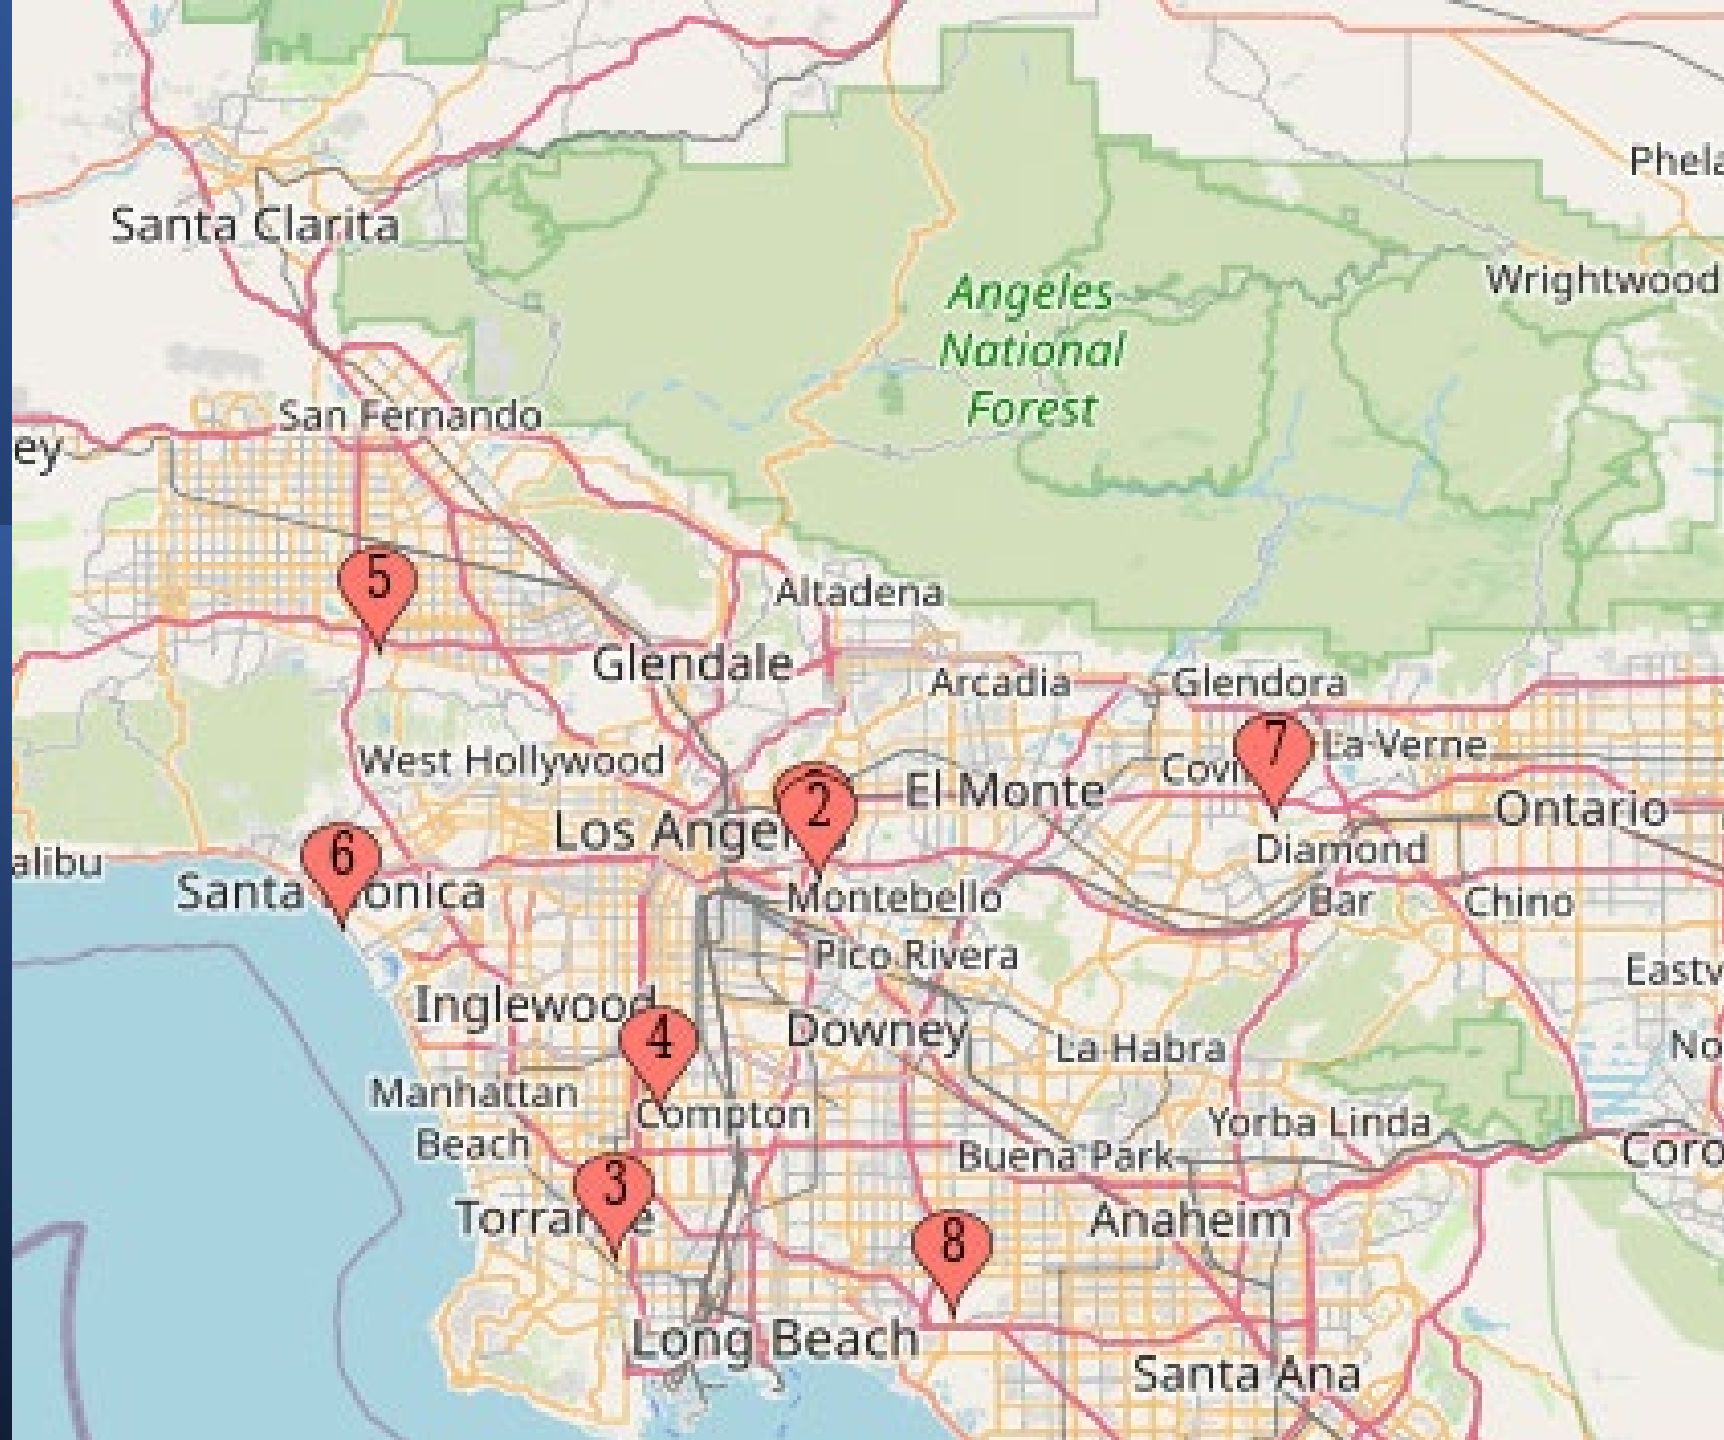 Phela
Santa Clarita
Wrightwood
Angeles
National
Forest
San Fernando
ey
5
Altadena
Glendale
Arcadia
Glendora
7
La Verne
West Hollywood
Covi
2
El Monte
Los Angel
Ontario
6
Diamond
Bar
alibu
Santa onica
Montebello
Chino
Pico Rivera
Eastv
Inglewood
4
Downey
La Habra
No
Manhattan
Beach
Compton
Yorba Linda
Buena Park
Coro
3
Torran e
Anaheim
8
Long Beach
Santa Ana